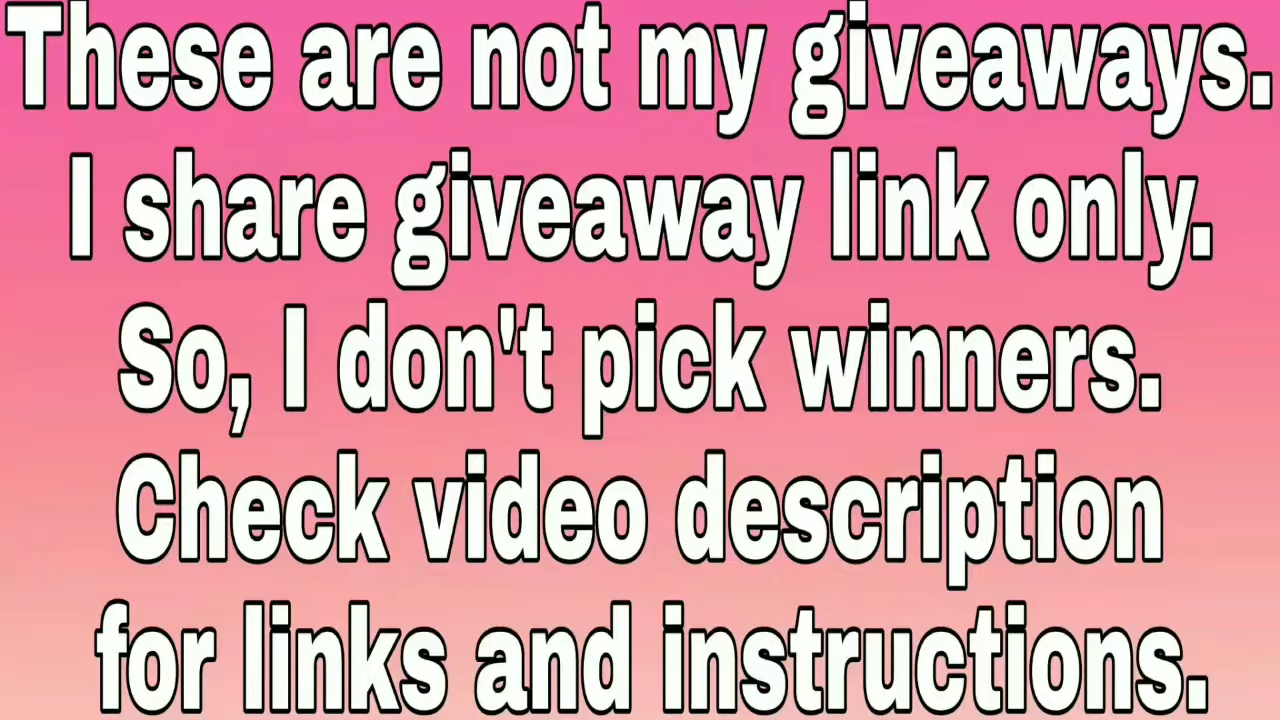 These are not my giveaways.
I share giveaway link only.
So, I don't pick winners.
Check video description
for links and instructions.